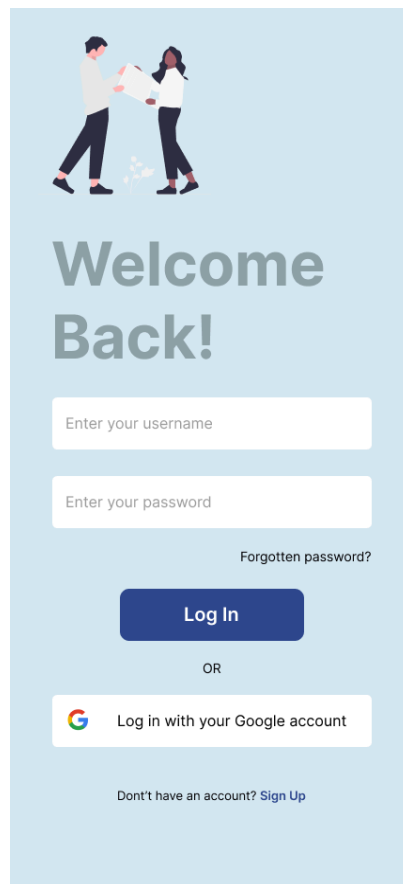 Welcome
Back!
Enter your username
Enter your password
Forgotten password?
Log In
OR
Log in with your Google account
Dont't have an account? Sign Up